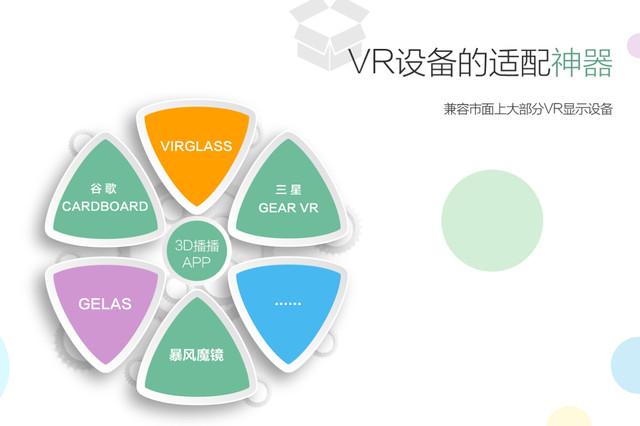 VR设备的适配神器
兼容市面上大部分VR显示设备
VIRGLASS
谷歌
CARDBOARD
三星
GEAR VR
3D播播
APP
GELAS
......
暴风魔镜